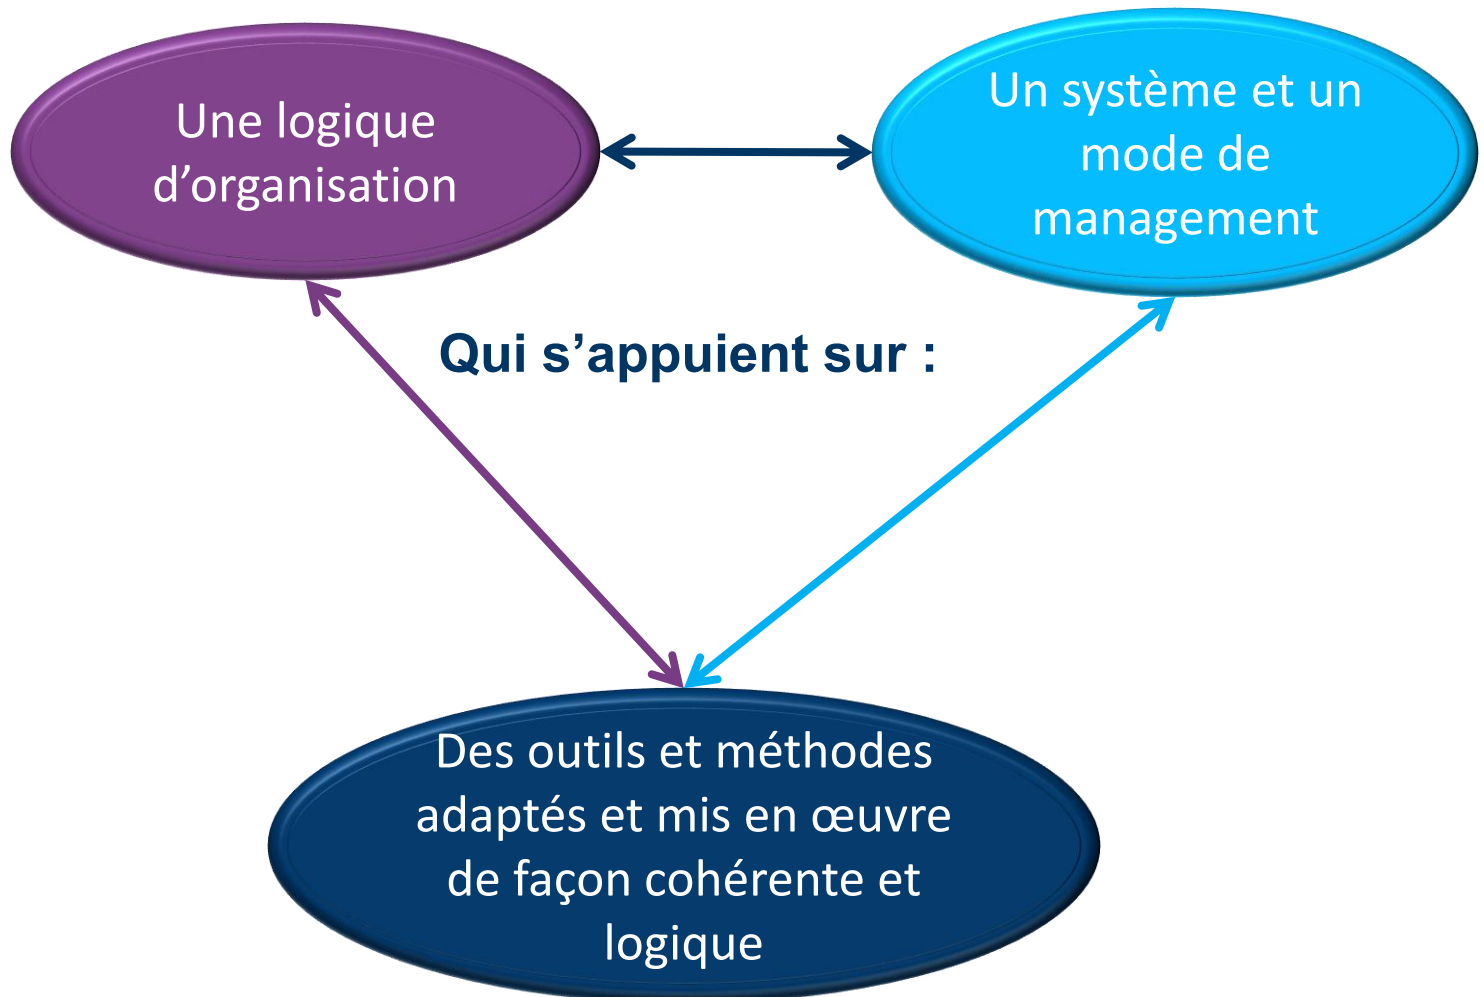 Une logique
d’organisation
Un système et un
mode de
management
Qui s’appuient sur :
Des outils et méthodes
adaptés et mis en œuvre
de façon cohérente et
logique